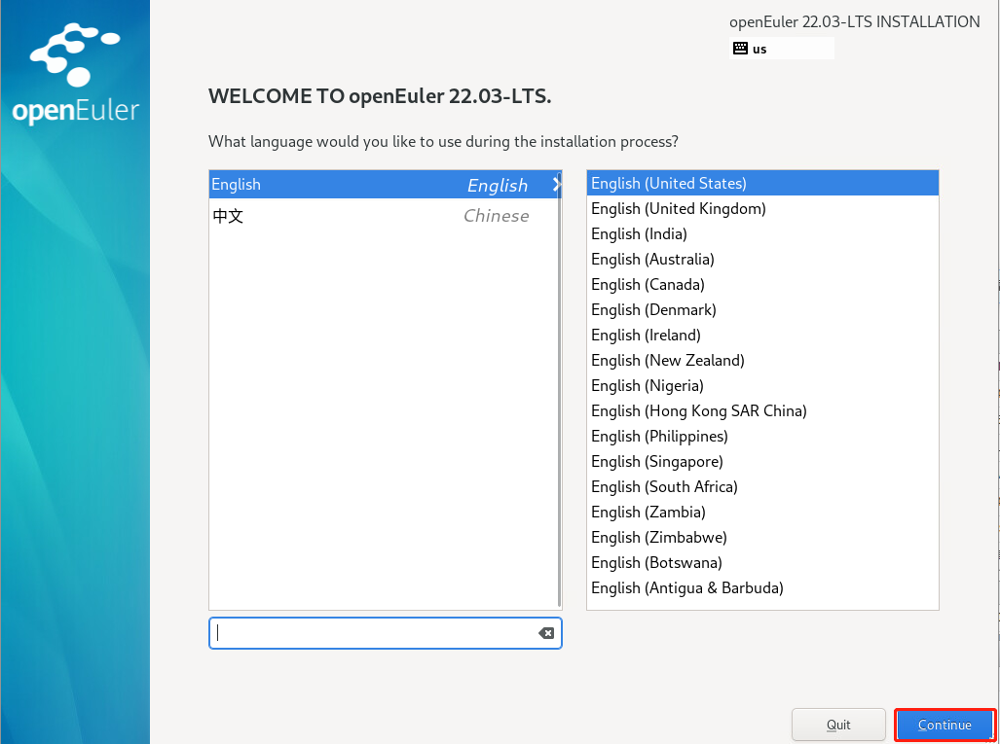 openEuler
openEuler 22.03-LTS INSTALLATION
us
WELCOME TO openEuler 22.03-LTS.
What language would you like to use during the installation process?
English English
中文 Chinese
English (United States)
English (United Kingdom)
English (India)
English (Australia)
English (Canada)
English (Denmark)
English (Ireland)
English (New Zealand)
English (Nigeria)
English (Hong Kong SAR China)
English (Philippines)
English (Singapore)
English (South Africa)
English (Zambia)
English (Zimbabwe)
English (Botswana)
English (Antigua & Barbuda)
Quit Continue